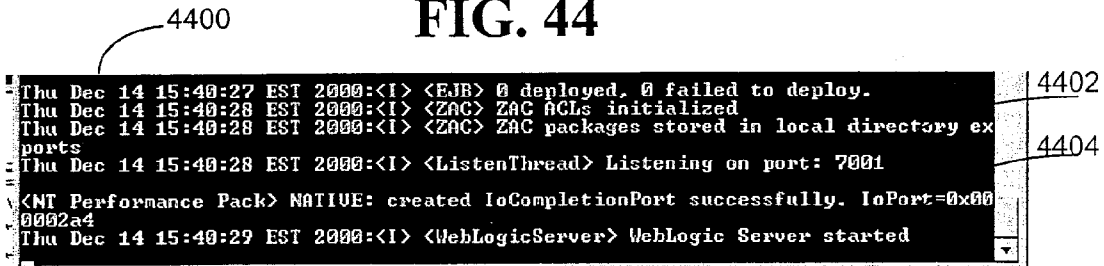 4400
FIG. 44
Thu Dec 14 15:40:27 EST 2000:<I> <EJB> 0 deployed, 0 failed to deploy.
4402
Thu Dec 14 15:40:28 EST 2000:<I> <ZAC> ZAC ACLs initialized
Thu Dec 14 15:40:28 EST 2000:<I> <ZAC> ZAC packages stored in local directory ex
ports
4404
Thu Dec 14 15:40:28 EST 2000:<I> <ListenThread> Listening on port: 7001
<NT Performance Pack> NATIVE: created IoCompletionPort successfully. IoPort=0x00
0002a4
Thu Dec 14 15:40:29 EST 2000:<I> <WebLogicServer> WebLogic Server started